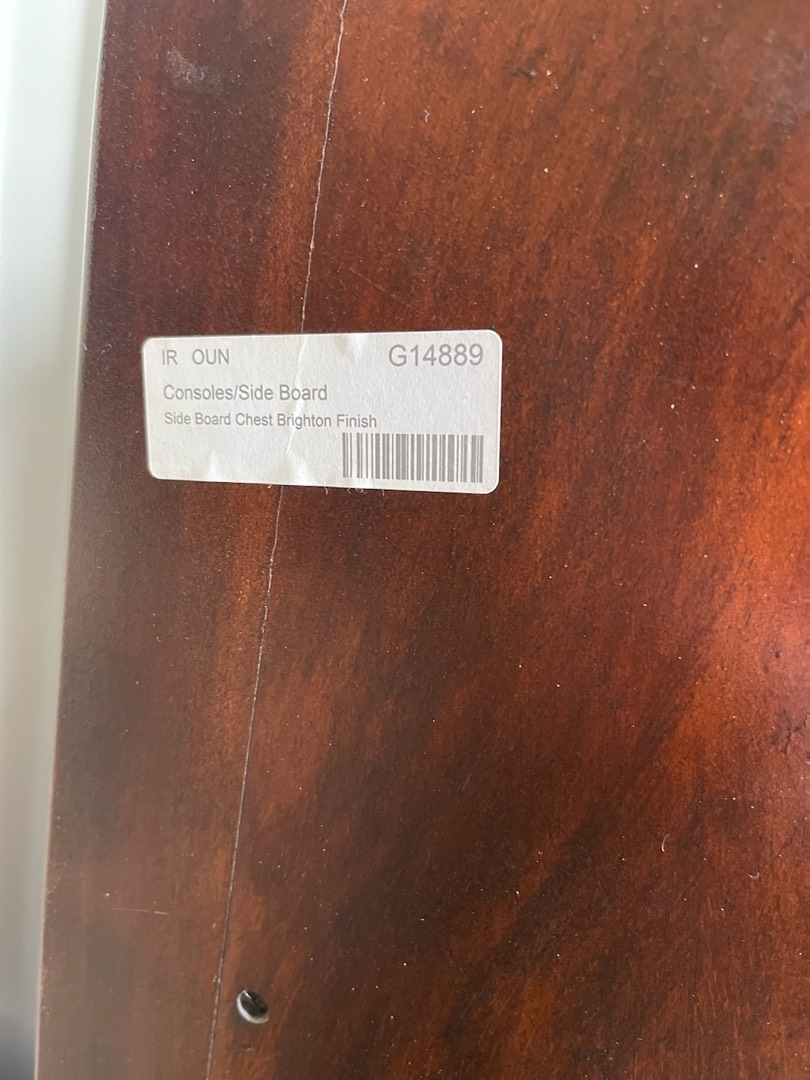 IR OUN G14889
Consoles/Side Board
Side Board Chest Brighton Finish